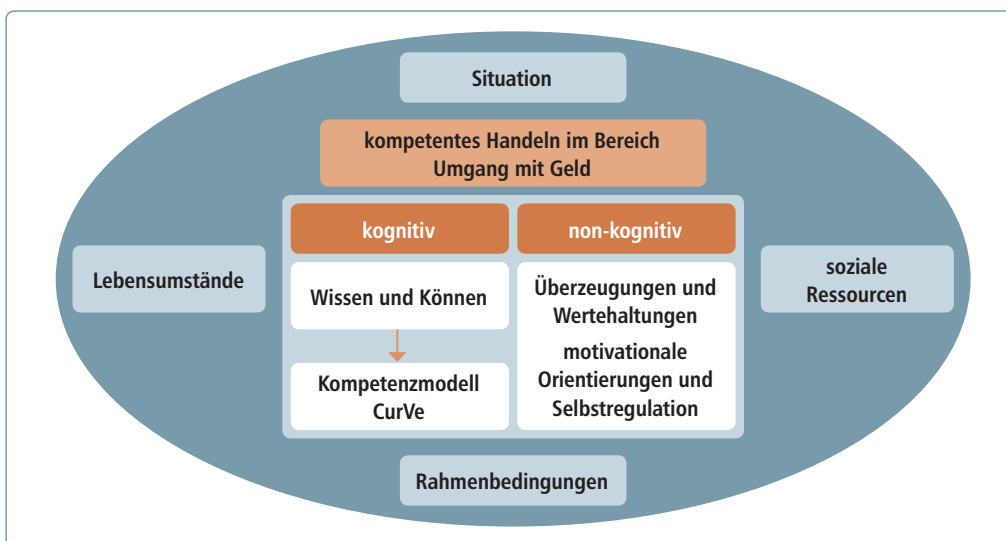 Situation
kompetentes Handeln im Bereich
Umgang mit Geld
kognitiv
non-kognitiv
Lebensumstände
Wissen und Können
Kompetenzmodell
CurVe
Überzeugungen und
Wertehaltungen
motivationale
Orientierungen und
Selbstregulation
soziale
Ressourcen
Rahmenbedingungen